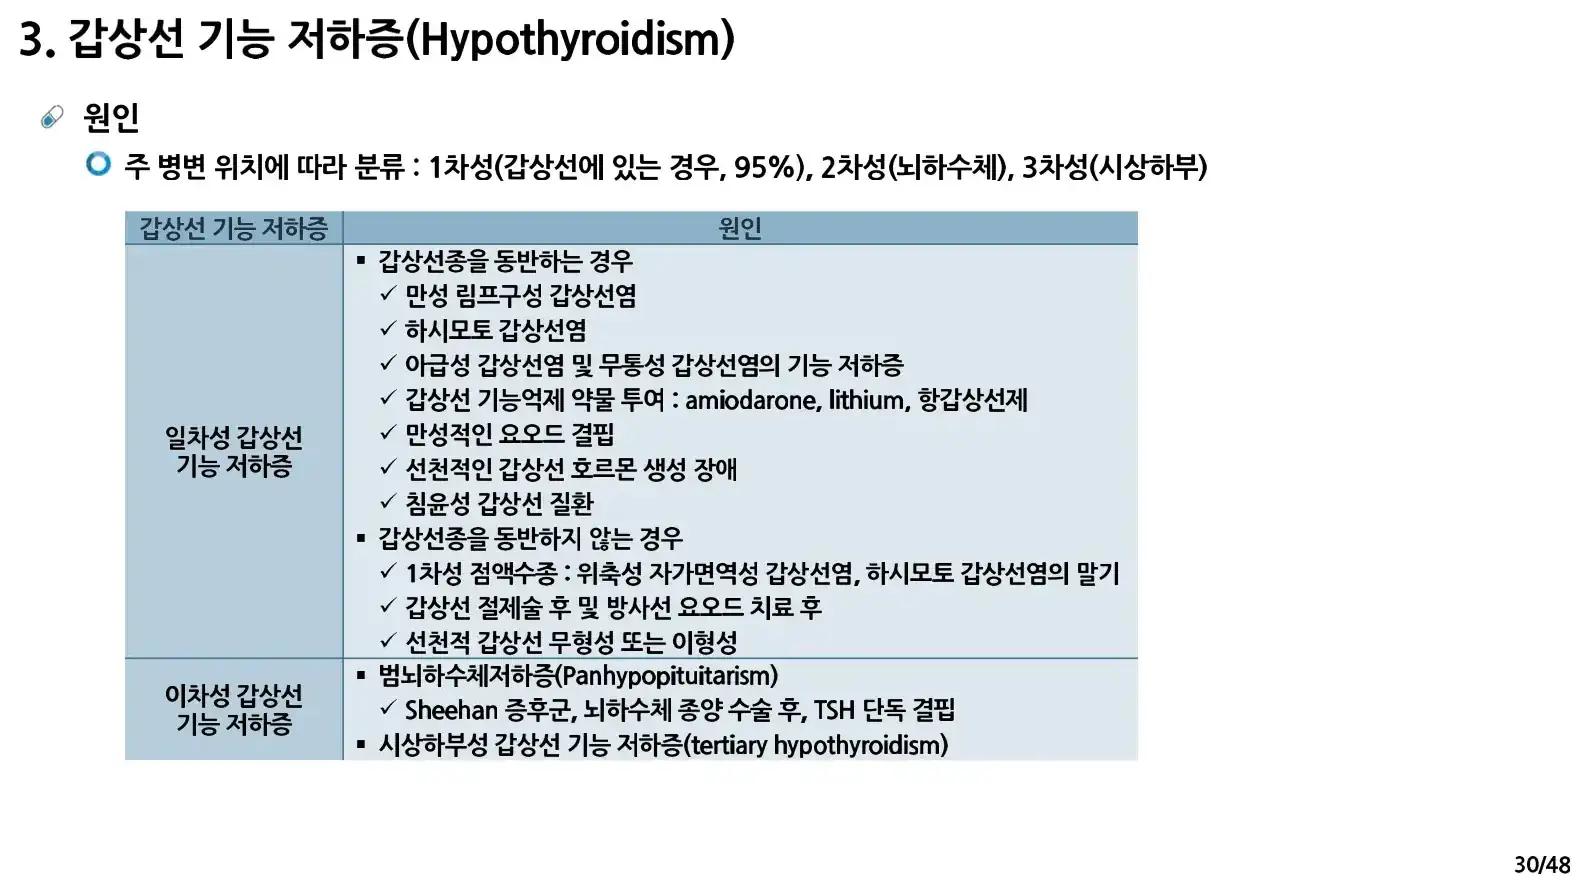 3. 갑상선 기능 저하증(Hypothyroidism)
원인
주 병변 위치에 따라 분류 : 1차성(갑상선에 있는 경우, 95%), 2차성(뇌하수체), 3차성(시상하부)
갑상선 기능 저하증
원인
일차성 갑상선
기능 저하증
▪ 갑상선종을 동반하는 경우
✓ 만성 림프구성 갑상선염
✓ 하시모토 갑상선염
✓ 아급성 갑상선염 및 무통성 갑상선염의 기능 저하증
✓ 갑상선 기능억제 약물 투여 : amiodarone, lithium, 항갑상선제
✓ 만성적인 요오드 결핍
✓ 선천적인 갑상선 호르몬 생성 장애
✓ 침윤성 갑상선 질환
▪ 갑상선종을 동반하지 않는 경우
✓ 1차성 점액수종 : 위축성 자가면역성 갑상선염, 하시모토 갑상선염의 말기
✓ 갑상선 절제술 후 및 방사선 요오드 치료 후
✓ 선천적 갑상선 무형성 또는 이형성
이차성 갑상선
기능 저하증
▪ 범뇌하수체저하증(Panhypopituitarism)
✓ Sheehan 증후군, 뇌하수체 종양 수술 후, TSH 단독 결핍
▪ 시상하부성 갑상선 기능 저하증(tertiary hypothyroidism)
30/48